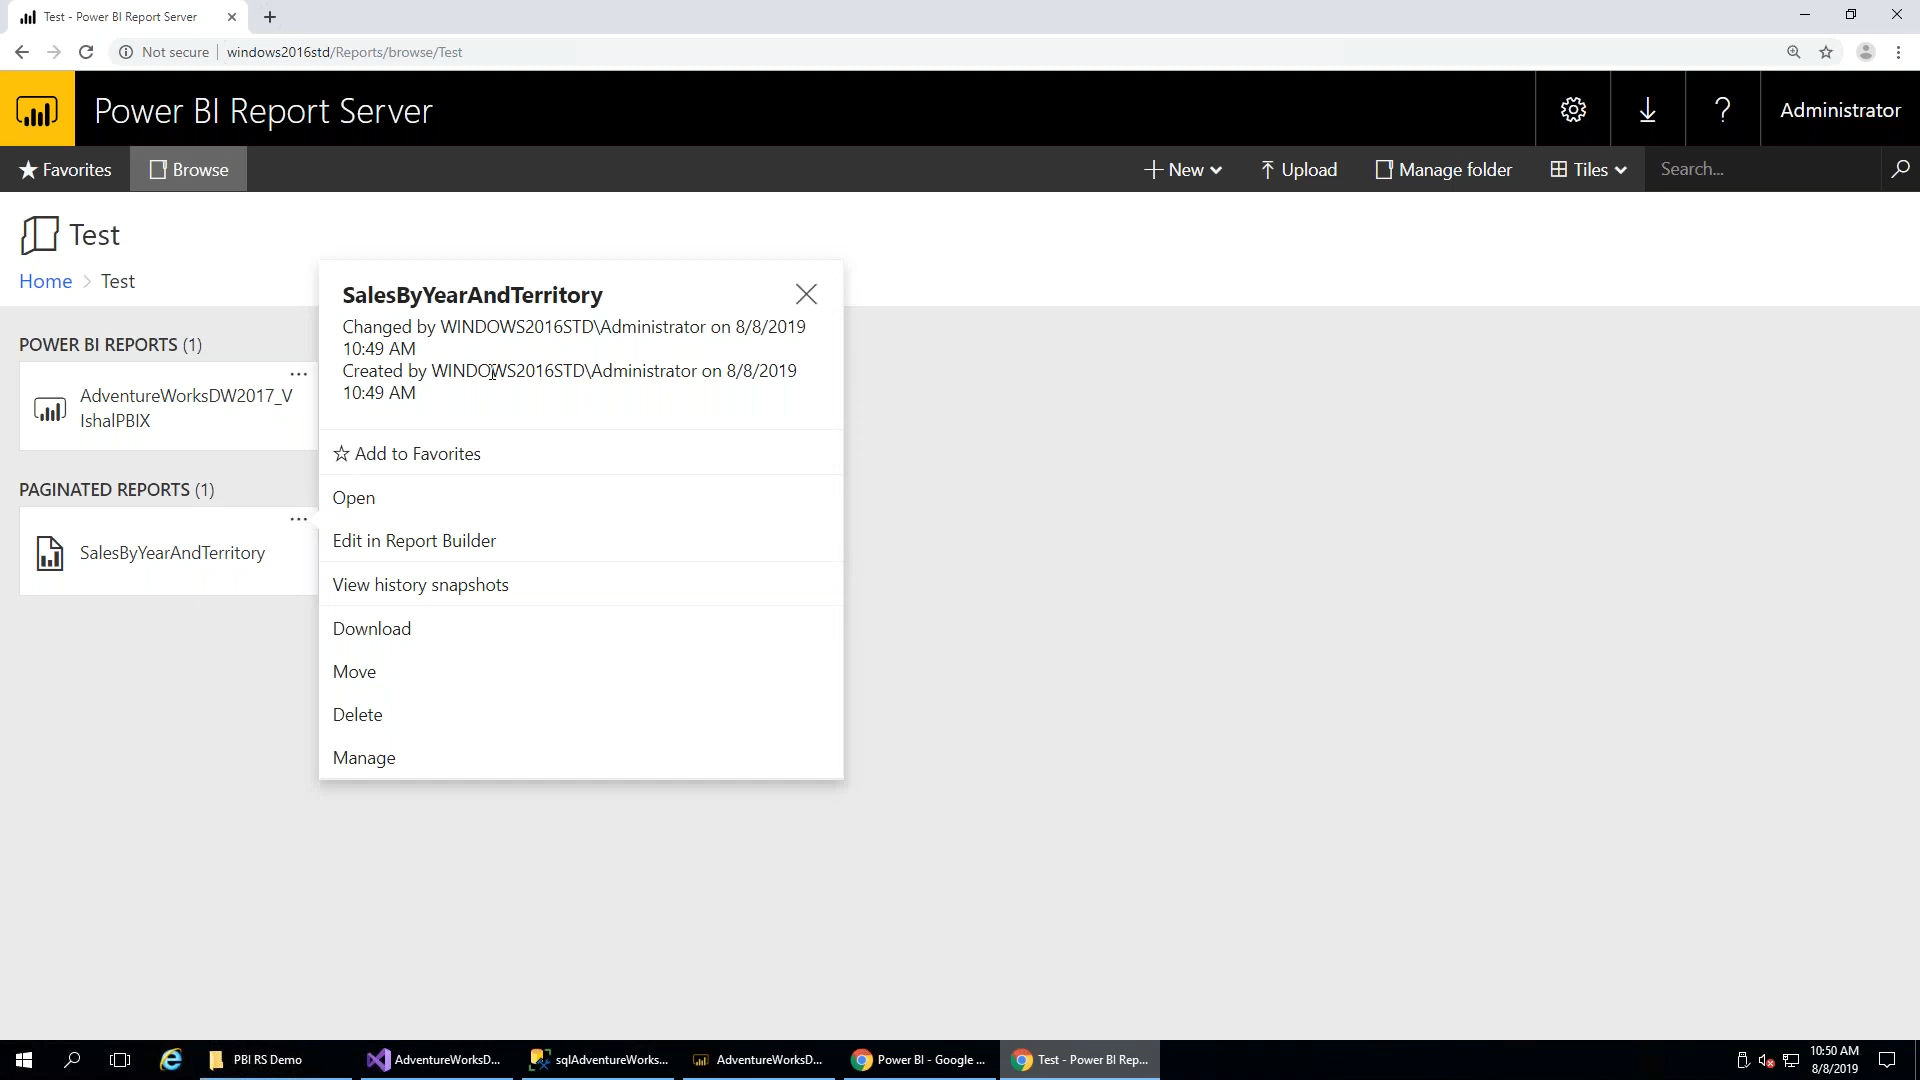 Test - Power BI Report Server
Not secure
windows2016std/Reports/browse/Test
Power BI Report Server
?
Administrator
Favorites
Browse
New
Upload
Manage folder
Tiles
Search...
Test
Home > Test
POWER BI REPORTS (1)
AdventureWorksDW2017_V
IshalPBIX
PAGINATED REPORTS (1)
SalesByYearAndTerritory
SalesByYearAndTerritory
Changed by WINDOWS2016STD\Administrator on 8/8/2019
10:49 AM
Created by WINDOWS2016STD\Administrator on 8/8/2019
10:49 AM
Add to Favorites
Open
Edit in Report Builder
View history snapshots
Download
Move
Delete
Manage
PBI RS Demo
AdventureWorksD...
sqlAdventureWorks...
AdventureWorksD...
Power BI - Google ...
Test - Power BI Rep...
10:50 AM
8/8/2019